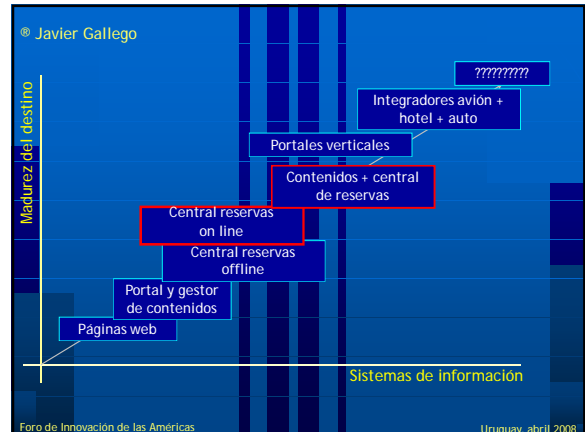 ® Javier Gallego
??????????
Integradores avión +
hotel + auto
Portales verticales
Contenidos + central
de reservas
Central reservas
on line
Central reservas
offline
Portal y gestor
de contenidos
Páginas web
Madurez del destino
Sistemas de información
Foro de Innovación de las Américas
Uruguay, abril 2008